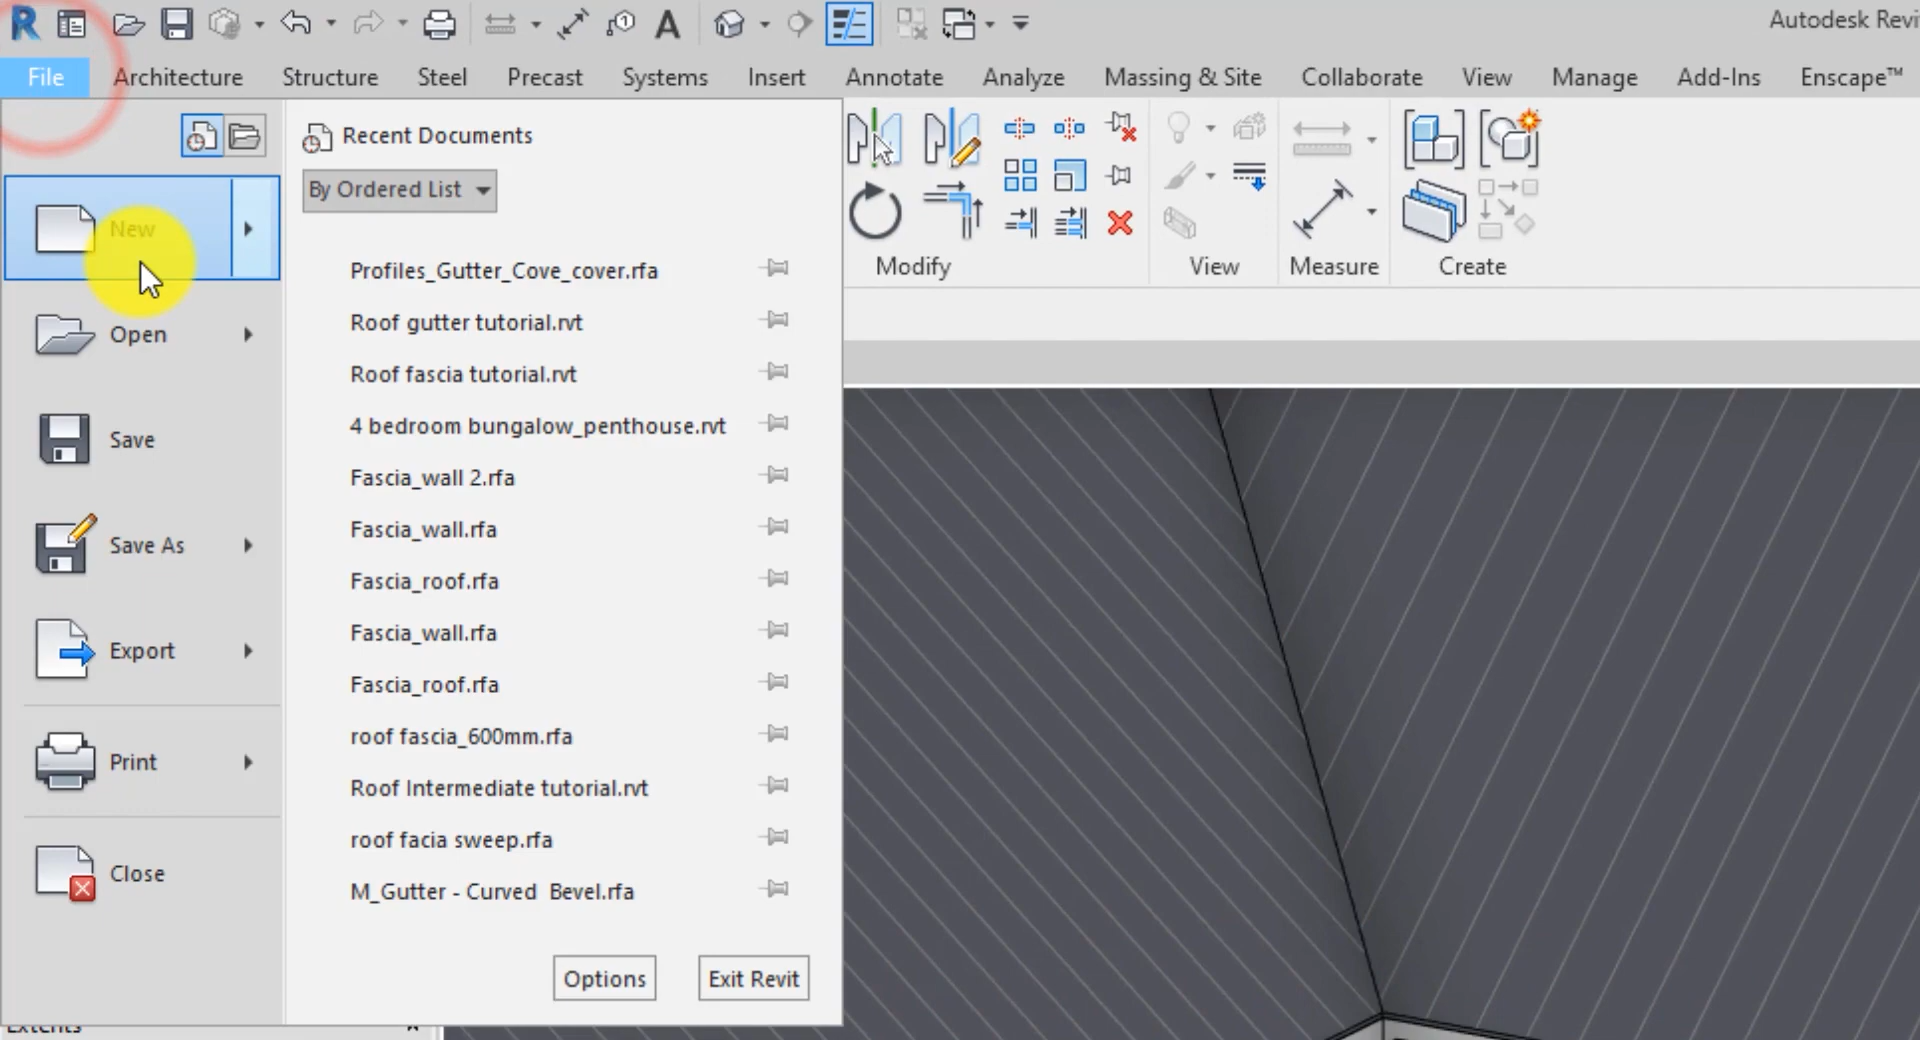 Autodesk Revi
File Architecture Structure Steel Precast Systems Insert Annotate Analyze Massing & Site Collaborate View Manage Add-Ins Enscape™
Recent Documents
By Ordered List
New
Open
Save
Save As
Export
Print
Close
Profiles_Gutter_Cove_cover.rfa
Roof gutter tutorial.rvt
Roof fascia tutorial.rvt
4 bedroom bungalow_penthouse.rvt
Fascia_wall 2.rfa
Fascia_wall.rfa
Fascia_roof.rfa
Fascia_wall.rfa
Fascia_roof.rfa
roof fascia_600mm.rfa
Roof Intermediate tutorial.rvt
roof facia sweep.rfa
M_Gutter - Curved  Bevel.rfa
Options Exit Revit
Modify View Measure Create
Extents